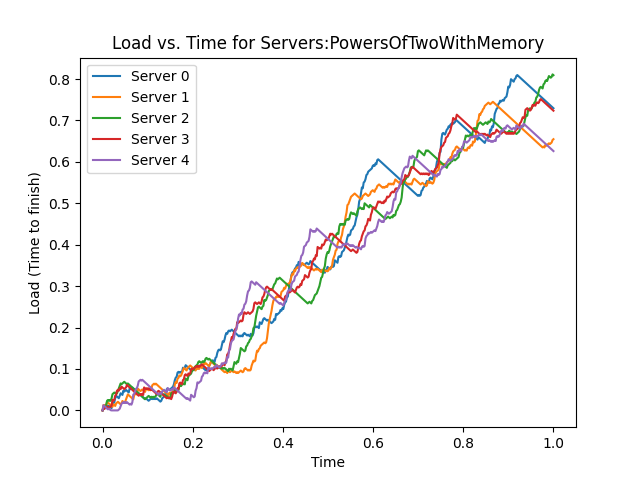 Load vs. Time for Servers:PowersOfTwoWithMemory
Server 0
Server 1
Server 2
Server 3
Server 4
Load (Time to finish)
0.8
0.7
0.6
0.5
0.4
0.3
0.2
0.1
0.0
0.0 0.2 0.4 0.6 0.8 1.0
Time